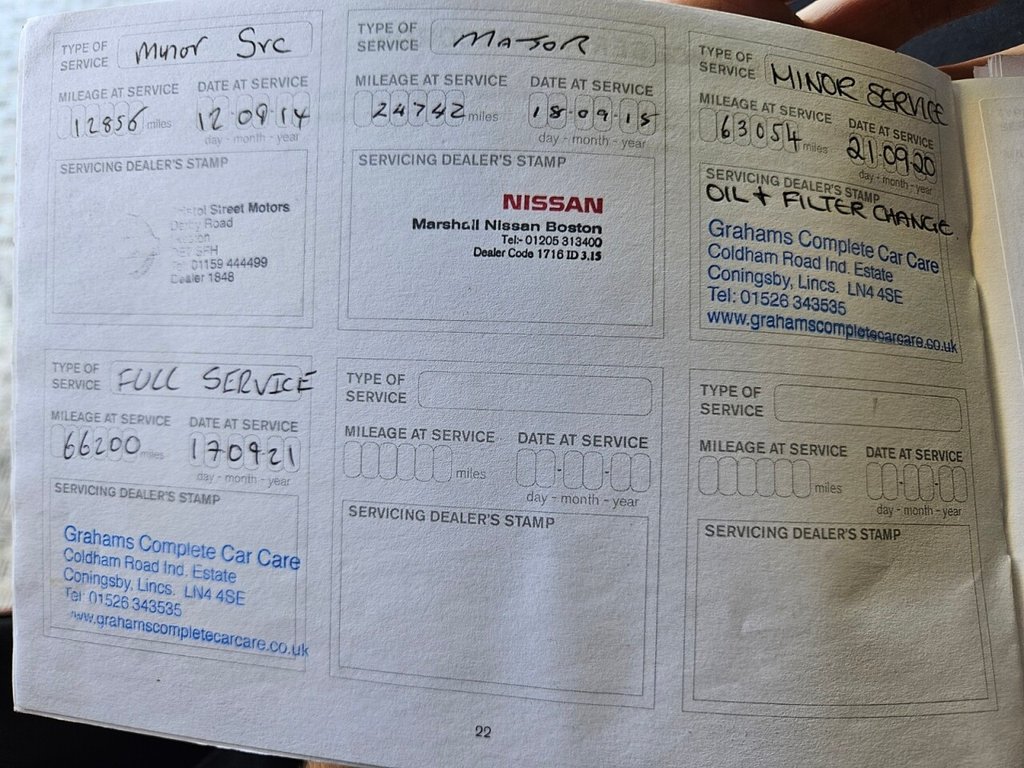 TYPE OF SERVICE Minor Src
MILEAGE AT SERVICE DATE AT SERVICE
12856 miles 12-09-14
day - month - year
SERVICING DEALER'S STAMP
Street Motors
Road
01159 444499
Dealer 1848
TYPE OF SERVICE MAJOR
MILEAGE AT SERVICE DATE AT SERVICE
24742 miles 18-09-15
day - month - year
SERVICING DEALER'S STAMP
NISSAN
Marshall Nissan Boston
Tel:- 01205 313400
Dealer Code 1716 ID 3.15
TYPE OF SERVICE MINOR SERVICE
MILEAGE AT SERVICE DATE AT SERVICE
63054 miles 21-09-20
day - month - year
SERVICING DEALER'S STAMP
OIL + FILTER CHANGE.
Grahams Complete Car Care
Coldham Road Ind. Estate
Coningsby, Lincs. LN4 4SE
Tel: 01526 343535
www.grahamscompletecarcare.co.uk
TYPE OF SERVICE FULL SERVICE
MILEAGE AT SERVICE DATE AT SERVICE
66200 miles 170921
day - month - year
SERVICING DEALER'S STAMP
Grahams Complete Car Care
Coldham Road Ind. Estate
Coningsby, Lincs. LN4 4SE
Tel: 01526 343535
www.grahamscompletecarcare.co.uk
TYPE OF SERVICE
MILEAGE AT SERVICE DATE AT SERVICE
miles
day - month - year
SERVICING DEALER'S STAMP
TYPE OF SERVICE
MILEAGE AT SERVICE DATE AT SERVICE
miles
day - month - year
SERVICING DEALER'S STAMP
22